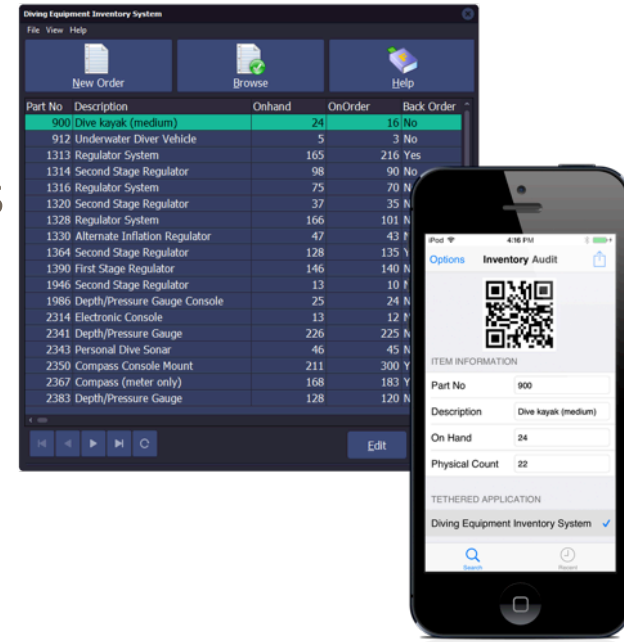 5
Diving Equipment Inventory System
File View Help
New Order Browse Help
Part No Description Onhand OnOrder Back Order
900 Dive kayak (medium) 24 16 No
912 Underwater Diver Vehicle 5 3 No
1313 Regulator System 165 216 Yes
1314 Second Stage Regulator 98 90 No
1316 Regulator System 75 70 N
1320 Second Stage Regulator 37 35 N
1328 Regulator System 166 101 N
1330 Alternate Inflation Regulator 47 43
1364 Second Stage Regulator 128 135 Y
1390 First Stage Regulator 146 140 N
1946 Second Stage Regulator 13 10
1986 Depth/Pressure Gauge Console 25 24 N
2314 Electronic Console 13 12
2341 Depth/Pressure Gauge 226 225 N
2343 Personal Dive Sonar 46 45 N
2350 Compass Console Mount 211 300 Y
2367 Compass (meter only) 168 183 Y
2383 Depth/Pressure Gauge 128 120 N
Edit
iPod 4:16 PM
Options Inventory Audit
ITEM INFORMATION
Part No 900
Description Dive kayak (medium)
On Hand 24
Physical Count 22
TETHERED APPLICATION
Diving Equipment Inventory System
Search Recent